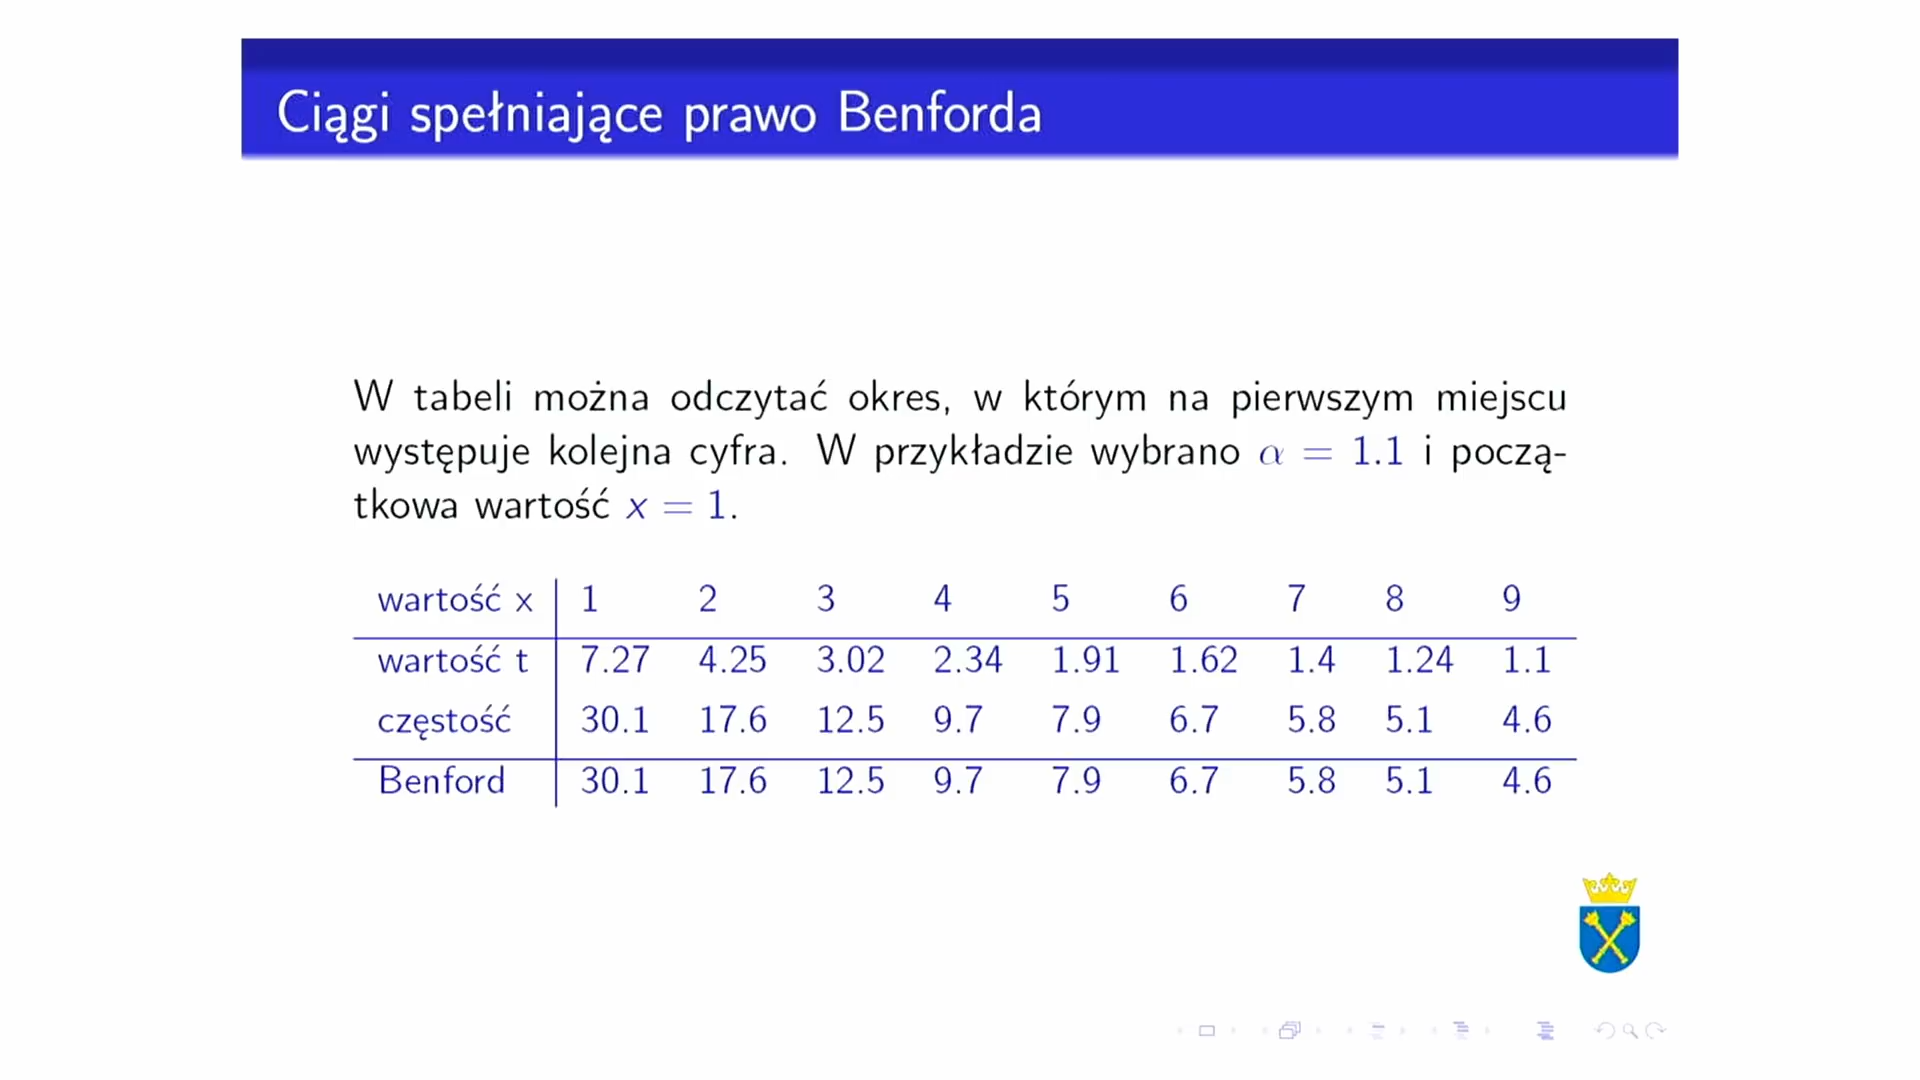 Ciągi spełniające prawo Benforda
W tabeli można odczytać okres, w którym na pierwszym miejscu
występuje kolejna cyfra. W przykładzie wybrano α = 1.1 i począ-
tkowa wartość x = 1.
wartość x 1 2 3 4 5 6 7 8 9
wartość t 7.27 4.25 3.02 2.34 1.91 1.62 1.4 1.24 1.1
częstość 30.1 17.6 12.5 9.7 7.9 6.7 5.8 5.1 4.6
Benford 30.1 17.6 12.5 9.7 7.9 6.7 5.8 5.1 4.6